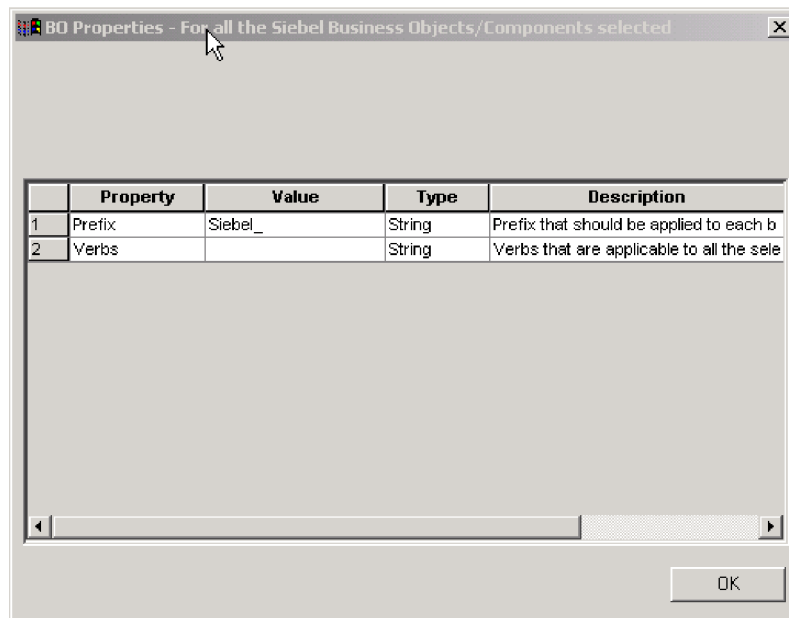 BO Properties - For all the Siebel Business Objects/Components selected
Property Value Type Description
1 Prefix Siebel_ String Prefix that should be applied to each b
2 Verbs String Verbs that are applicable to all the sele
OK